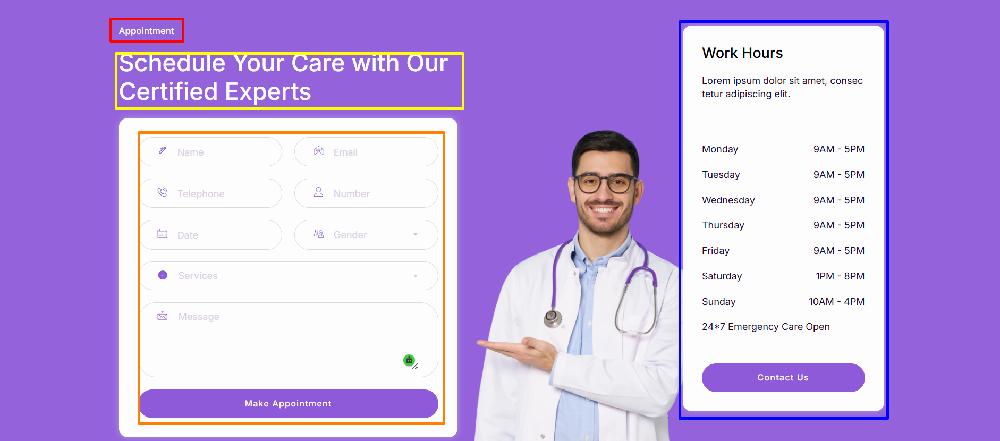 Appointment
Schedule Your Care with Our
Certified Experts
Name
Email
Telephone
Number
Date
Gender
Services
Message
Make Appointment
Work Hours
Lorem ipsum dolor sit amet, consec
tetur adipiscing elit.
Monday 9AM - 5PM
Tuesday 9AM - 5PM
Wednesday 9AM - 5PM
Thursday 9AM - 5PM
Friday 9AM - 5PM
Saturday 1PM - 8PM
Sunday 10AM - 4PM
24*7 Emergency Care Open
Contact Us